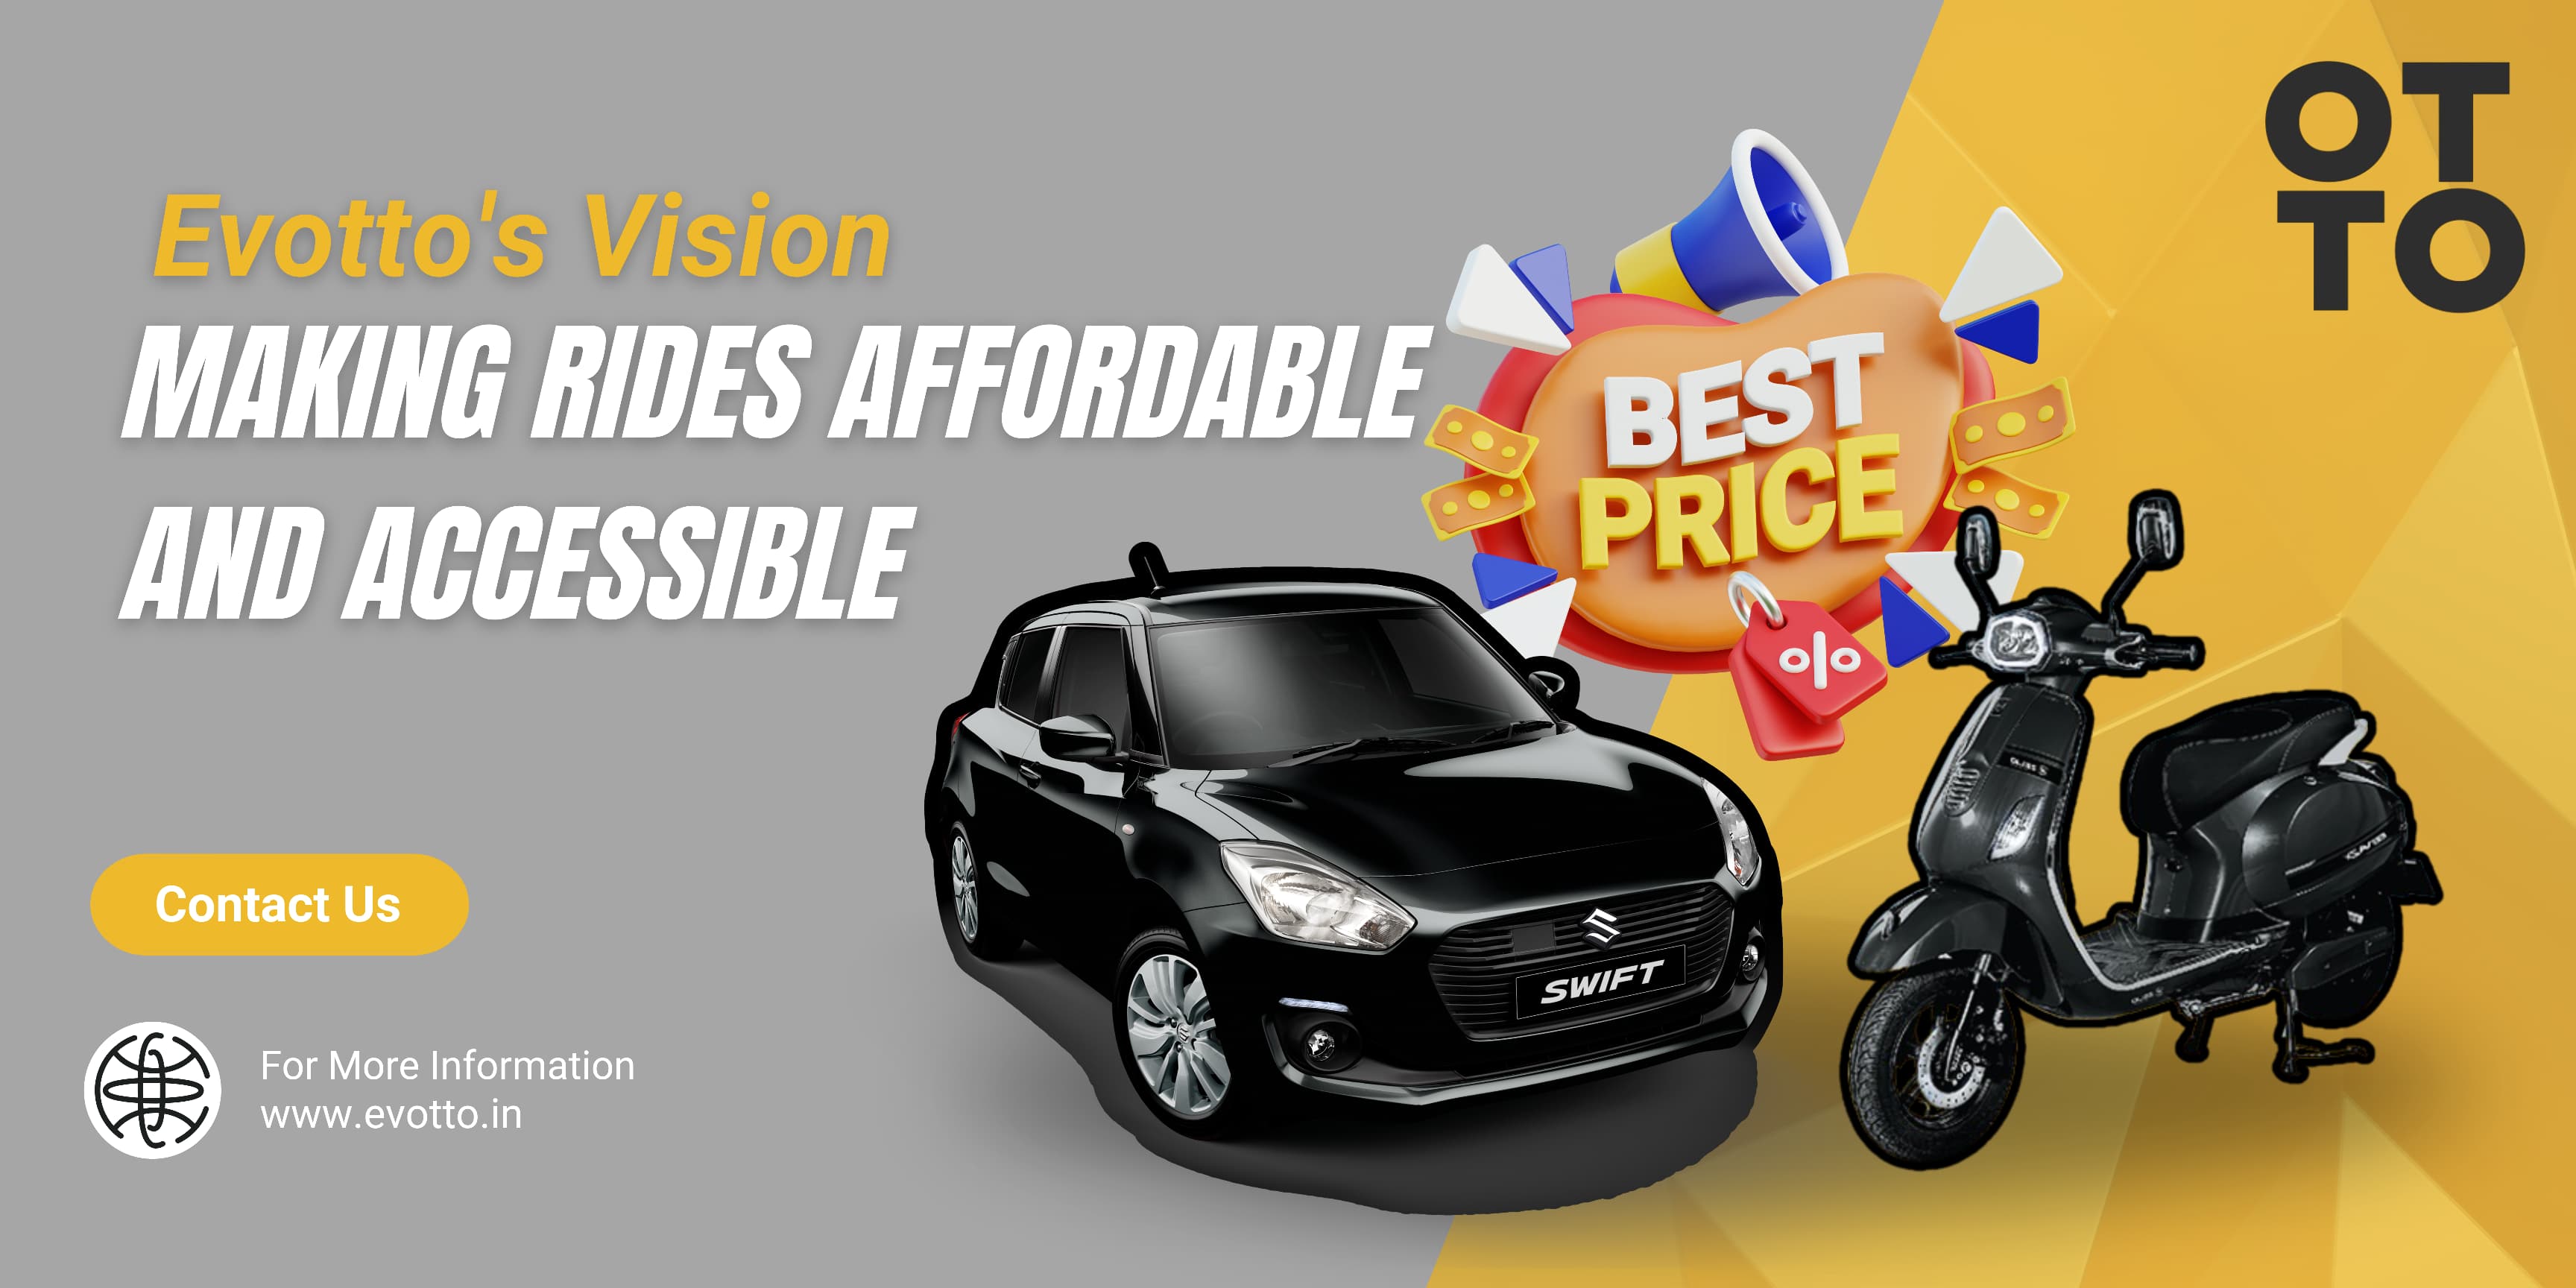 Evotto's Vision
MAKING RIDES AFFORDABLE
AND ACCESSIBLE
OT
TO
BEST
PRICE
%
SWIFT
Contact Us
For More Information
www.evotto.in